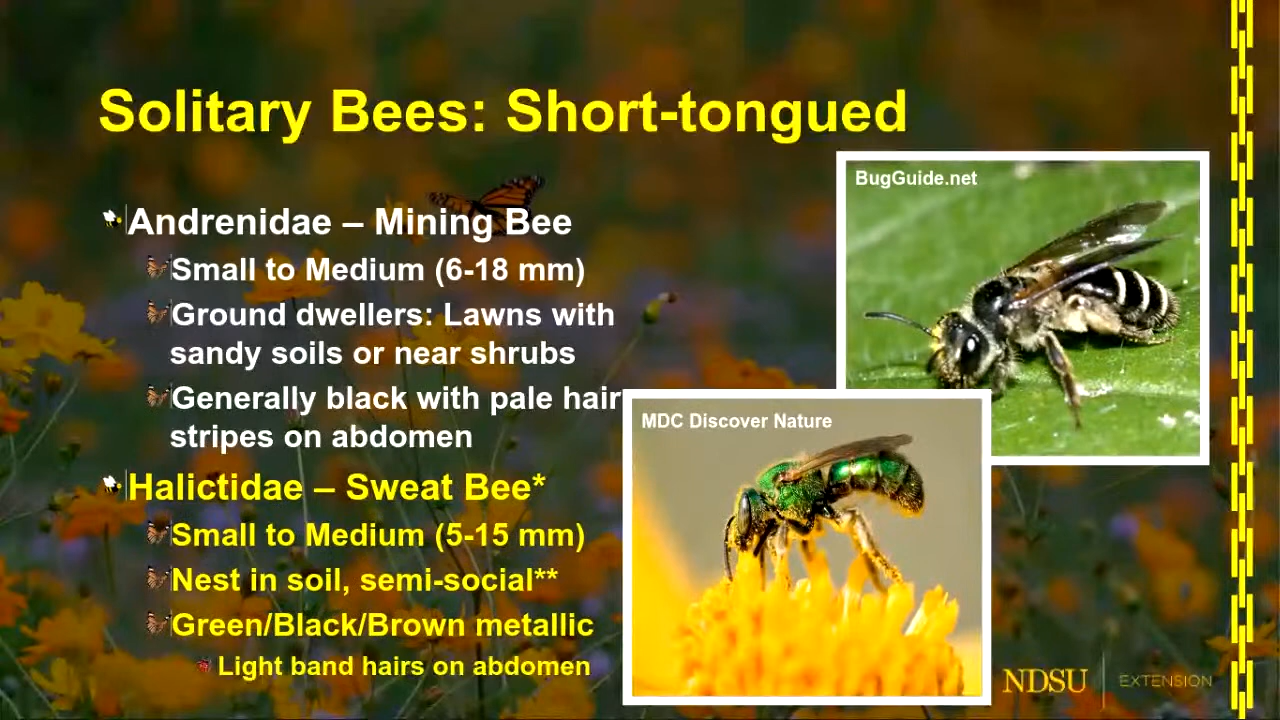 Solitary Bees: Short-tongued
BugGuide.net
Andrenidae – Mining Bee
Small to Medium (6-18 mm)
Ground dwellers: Lawns with
sandy soils or near shrubs
Generally black with pale hair
stripes on abdomen
MDC Discover Nature
Halictidae – Sweat Bee*
Small to Medium (5-15 mm)
Nest in soil, semi-social**
Green/Black/Brown metallic
Light band hairs on abdomen
NDSU EXTENSION